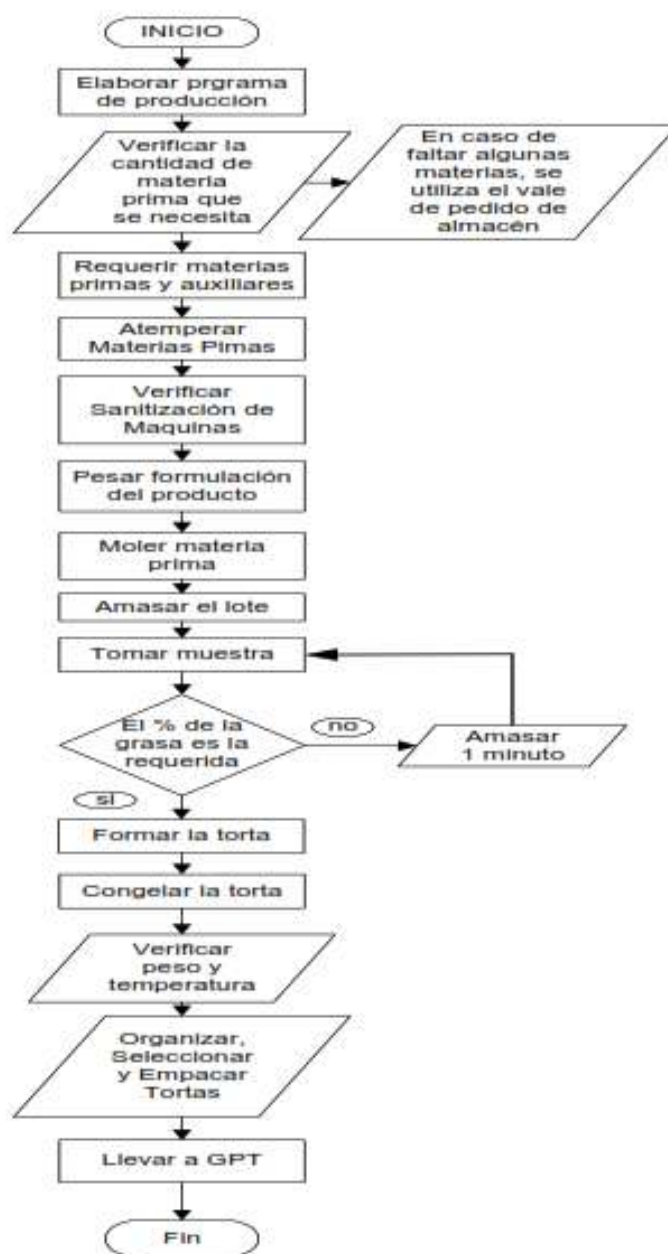 INICIO
Elaborar prgrama
de producción
Verificar la
cantidad de
materia
prima que
se necesita
En caso de
faltar algunas
materias, se
utiliza el vale
de pedido de
almacén
Requerir materias
primas y auxiliares
Atemperar
Materias Pimas
Verificar
Sanitización de
Maquinas
Pesar formulación
del producto
Moler materia
prima
Amasar el lote
Tomar muestra
El % de la
grasa es la
requerida
no
Amasar
1 minuto
si
Formar la torta
Congelar la torta
Verificar
peso y
temperatura
Organizar,
Seleccionar
y Empacar
Tortas
Llevar a GPT
Fin